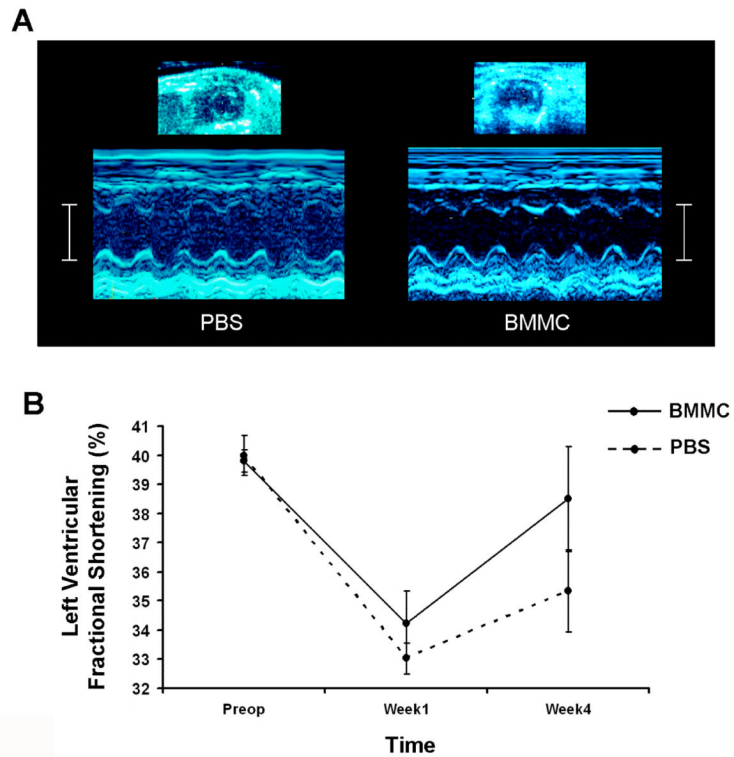 A
PBS
BMMC
B
BMMC
PBS
Left Ventricular
Fractional Shortening (%)
41
40
39
38
37
36
35
34
33
32
Preop
Week1
Week4
Time